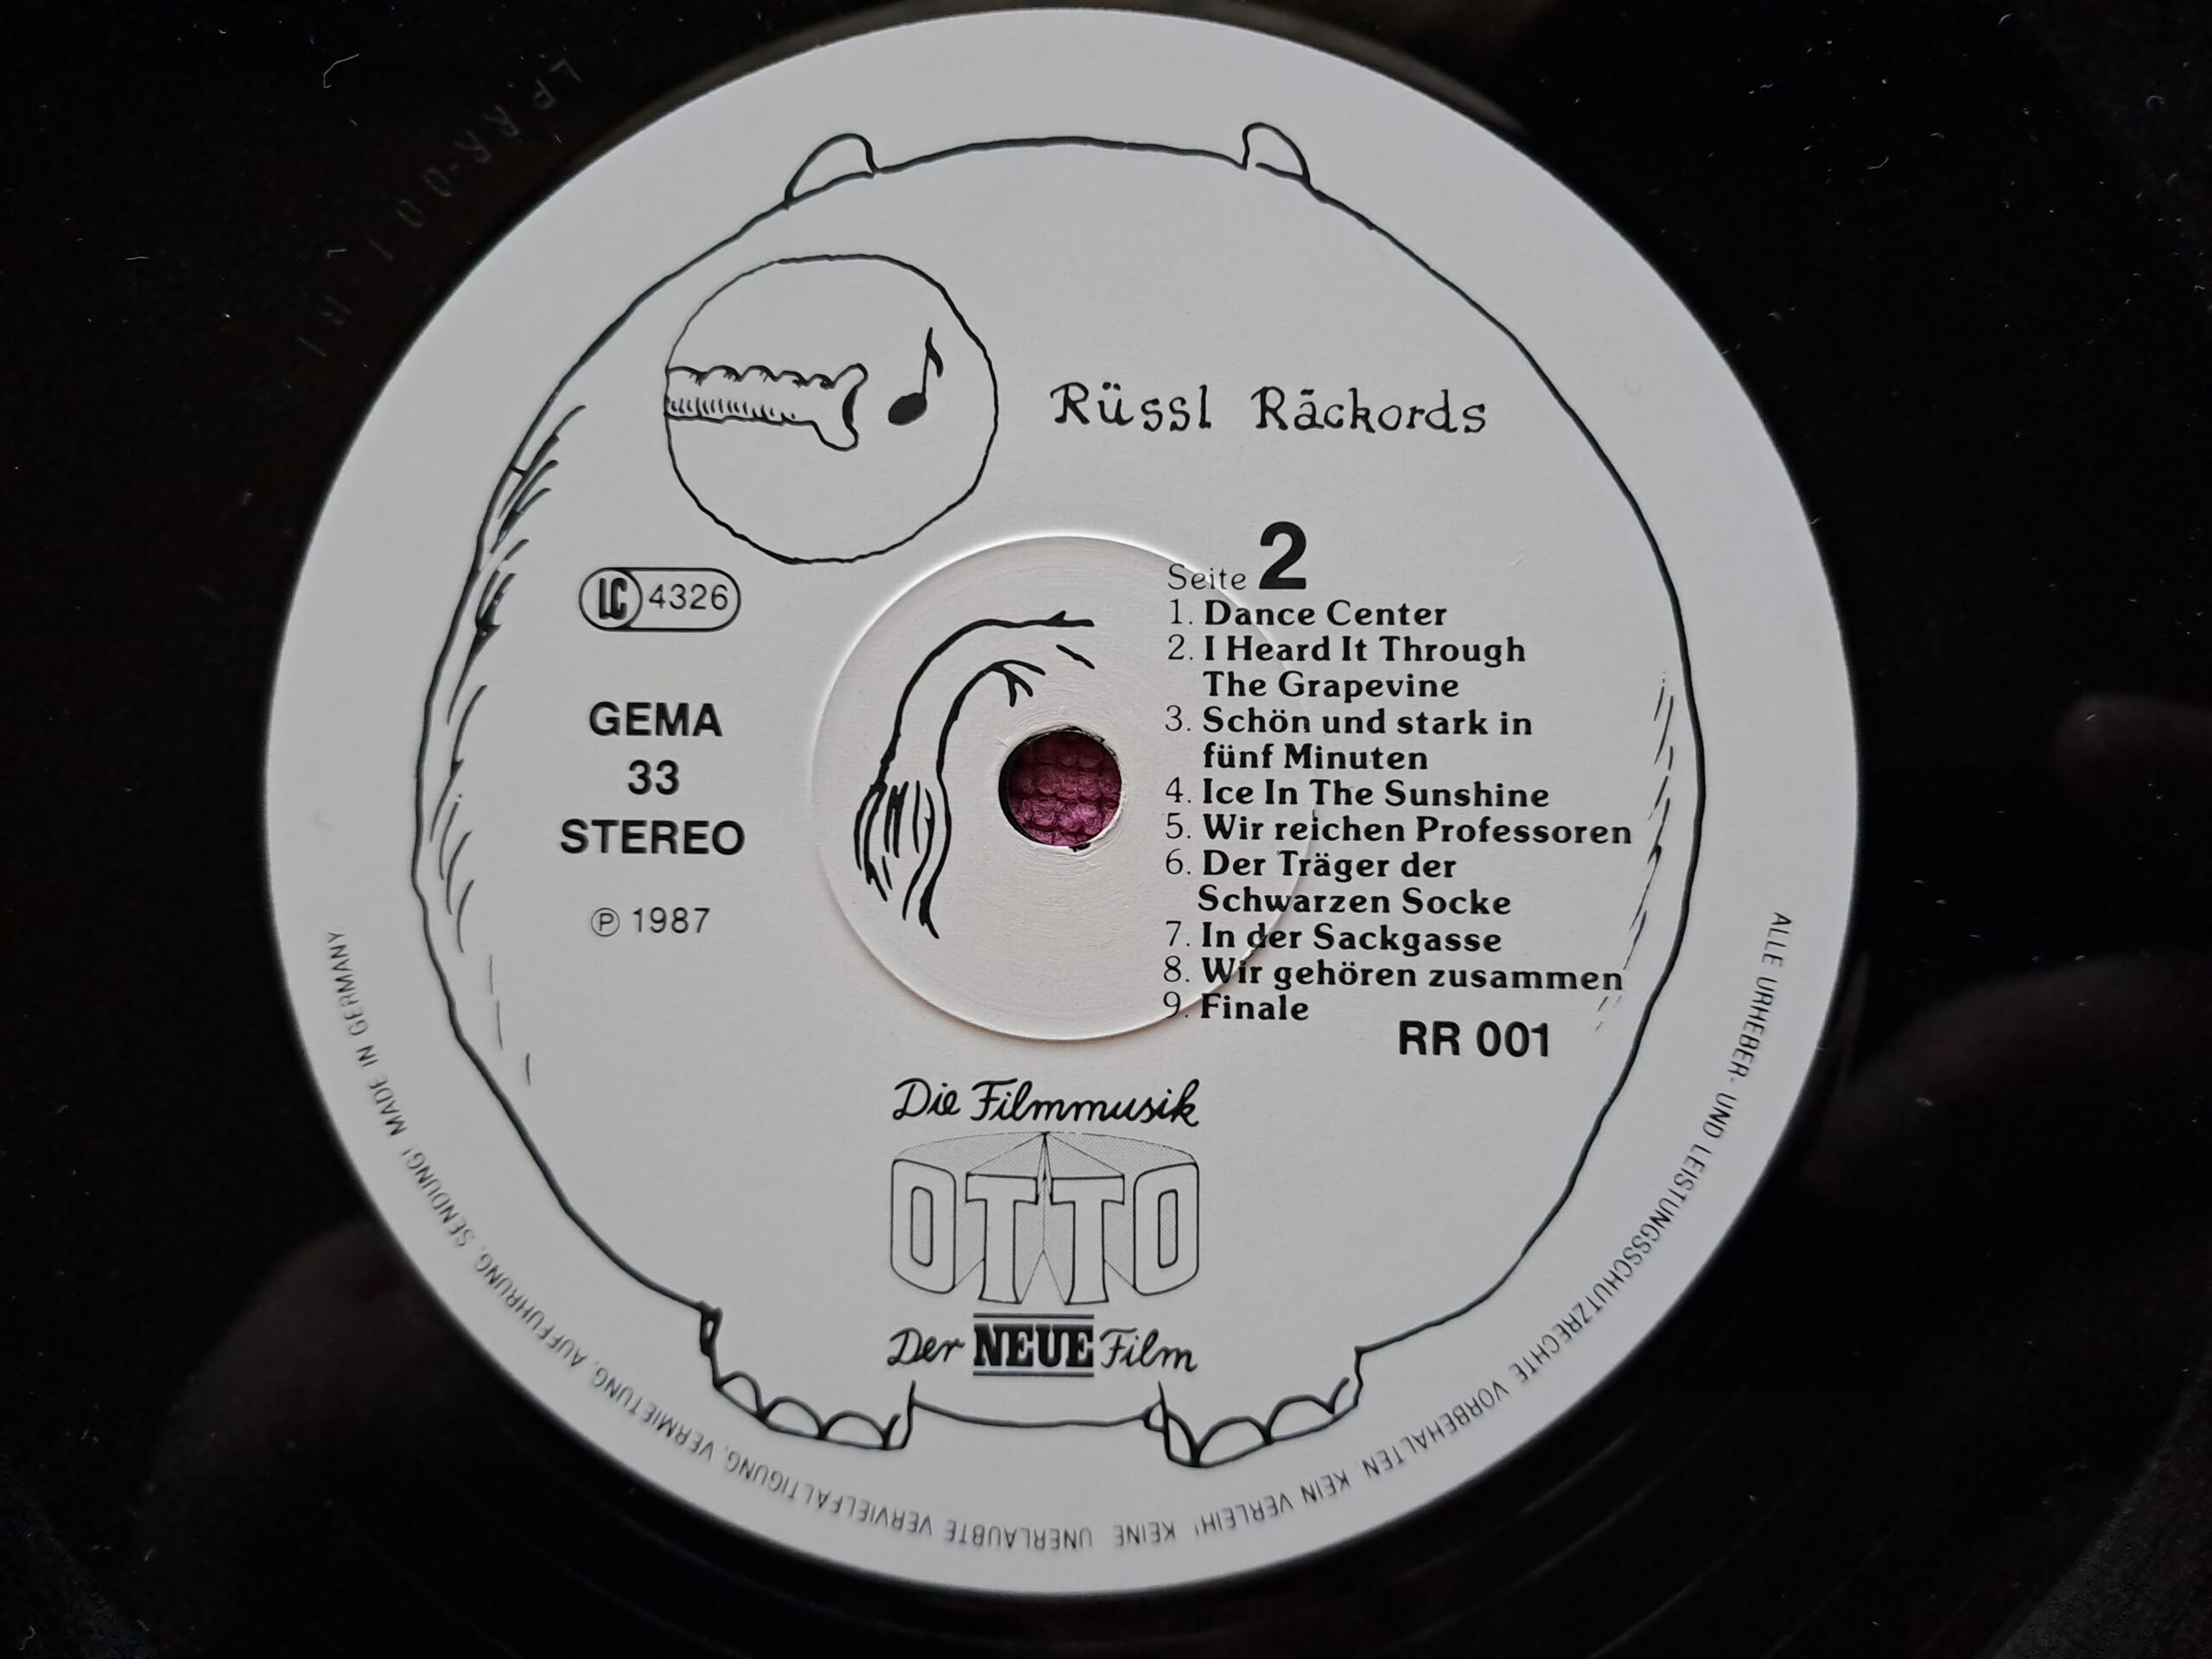 Rüssl Räckords
LC 4326
GEMA
33
STEREO
Ⓟ 1987
Seite 2
1. Dance Center
2. I Heard It Through
The Grapevine
3. Schön und stark in
fünf Minuten
4. Ice In The Sunshine
5. Wir reichen Professoren
6. Der Träger der
Schwarzen Socke
7. In der Sackgasse
8. Wir gehören zusammen
9. Finale
RR 001
Die Filmmusik
OTTO
Der NEUE Film
ALLE URHEBER- UND LEISTUNGSSCHUTZRECHTE VORBEHALTEN. KEIN VERLEIH! KEINE UNERLAUBTE VERVIELFÄLTIGUNG, VERMIETUNG, AUFFÜHRUNG, SENDUNG! MADE IN GERMANY